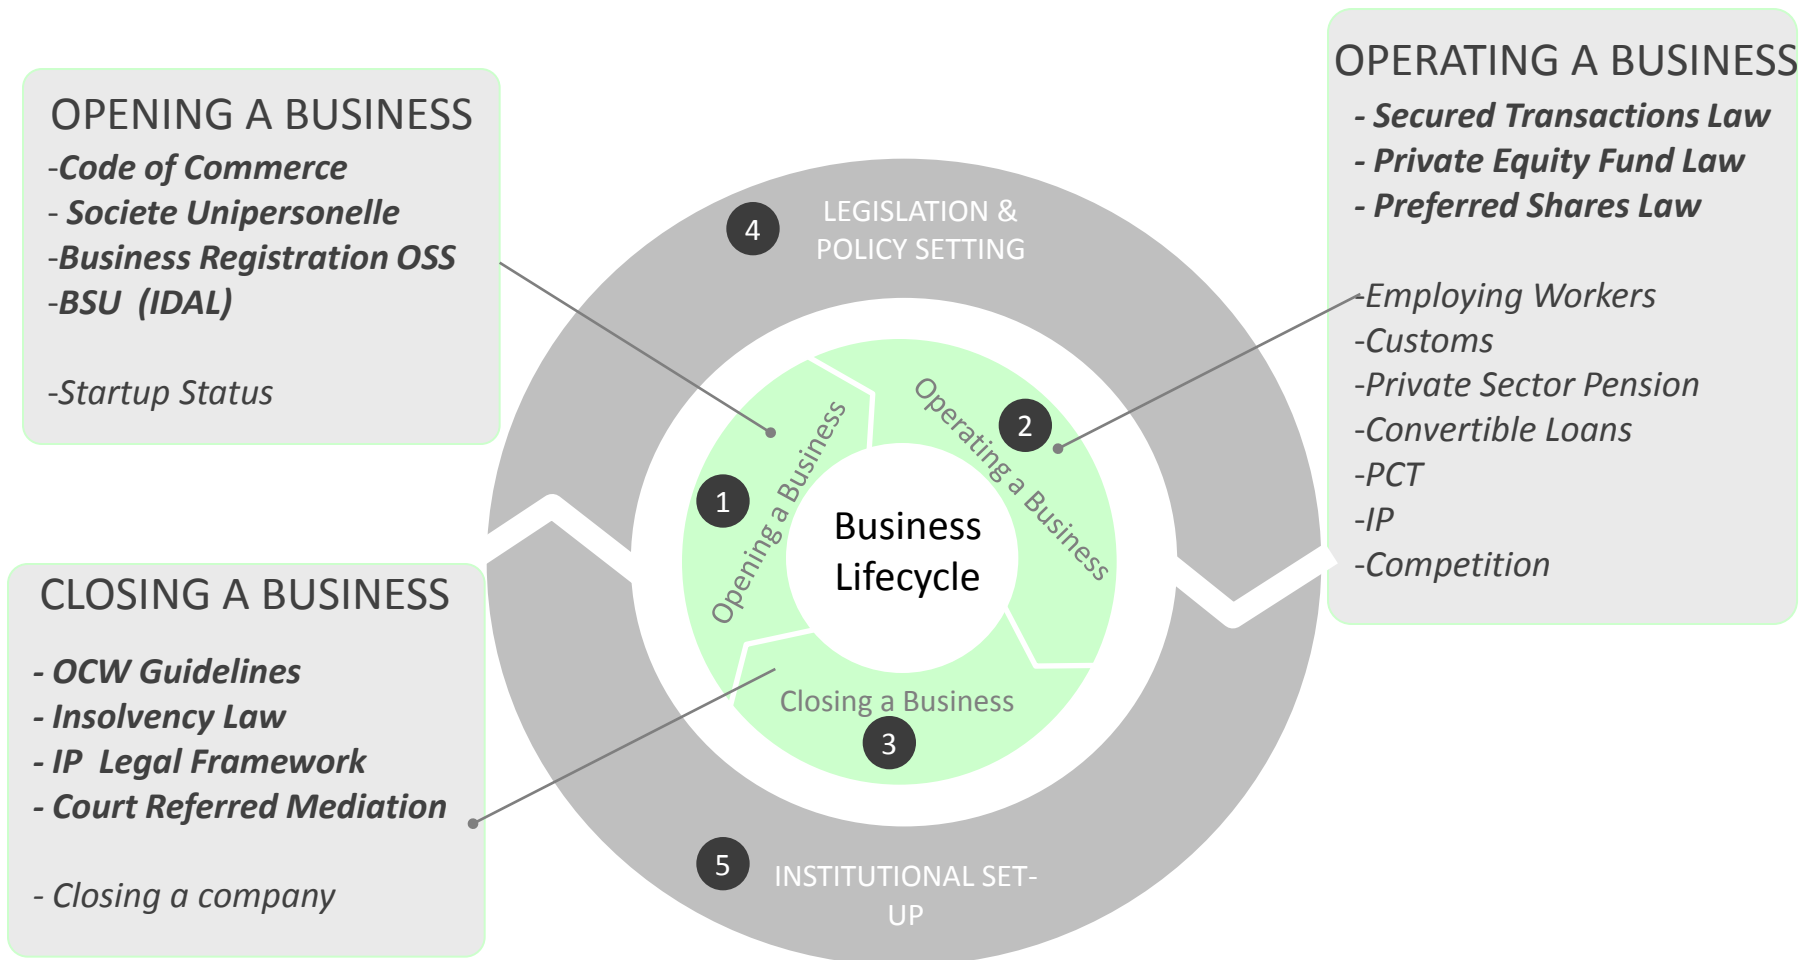 OPENING A BUSINESS
-Code of Commerce
- Societe Unipersonelle
-Business Registration OSS
-BSU (IDAL)
-Startup Status
OPERATING A BUSINESS
- Secured Transactions Law
- Private Equity Fund Law
- Preferred Shares Law
-Employing Workers
-Customs
-Private Sector Pension
-Convertible Loans
-PCT
-IP
-Competition
CLOSING A BUSINESS
- OCW Guidelines
- Insolvency Law
- IP Legal Framework
- Court Referred Mediation
- Closing a company
4
LEGISLATION &
POLICY SETTING
1
Opening a Business
2
Operating a Business
Business
Lifecycle
Closing a Business
3
5
INSTITUTIONAL SET-
UP